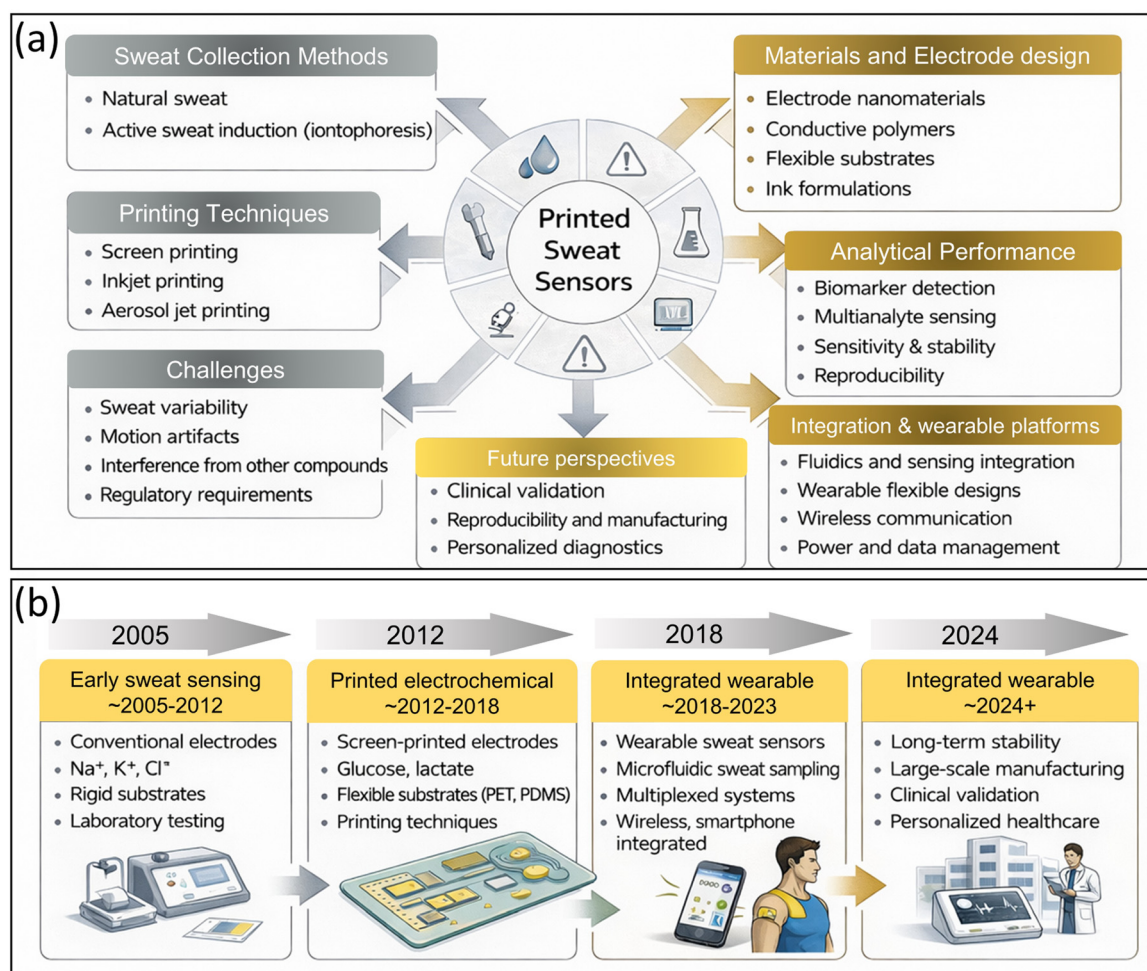 (a)
Sweat Collection Methods
Natural sweat
Active sweat induction (iontophoresis)
Printing Techniques
Screen printing
Inkjet printing
Aerosol jet printing
Challenges
Sweat variability
Motion artifacts
Interference from other compounds
Regulatory requirements
Printed
Sweat
Sensors
Materials and Electrode design
Electrode nanomaterials
Conductive polymers
Flexible substrates
Ink formulations
Analytical Performance
Biomarker detection
Multianalyte sensing
Sensitivity & stability
Reproducibility
Integration & wearable platforms
Fluidics and sensing integration
Wearable flexible designs
Wireless communication
Power and data management
Future perspectives
Clinical validation
Reproducibility and manufacturing
Personalized diagnostics
(b)
2005
Early sweat sensing
~2005-2012
Conventional electrodes
Na⁺, K⁺, Cl⁻
Rigid substrates
Laboratory testing
2012
Printed electrochemical
~2012-2018
Screen-printed electrodes
Glucose, lactate
Flexible substrates (PET, PDMS)
Printing techniques
2018
Integrated wearable
~2018-2023
Wearable sweat sensors
Microfluidic sweat sampling
Multiplexed systems
Wireless, smartphone
integrated
2024
Integrated wearable
~2024+
Long-term stability
Large-scale manufacturing
Clinical validation
Personalized healthcare